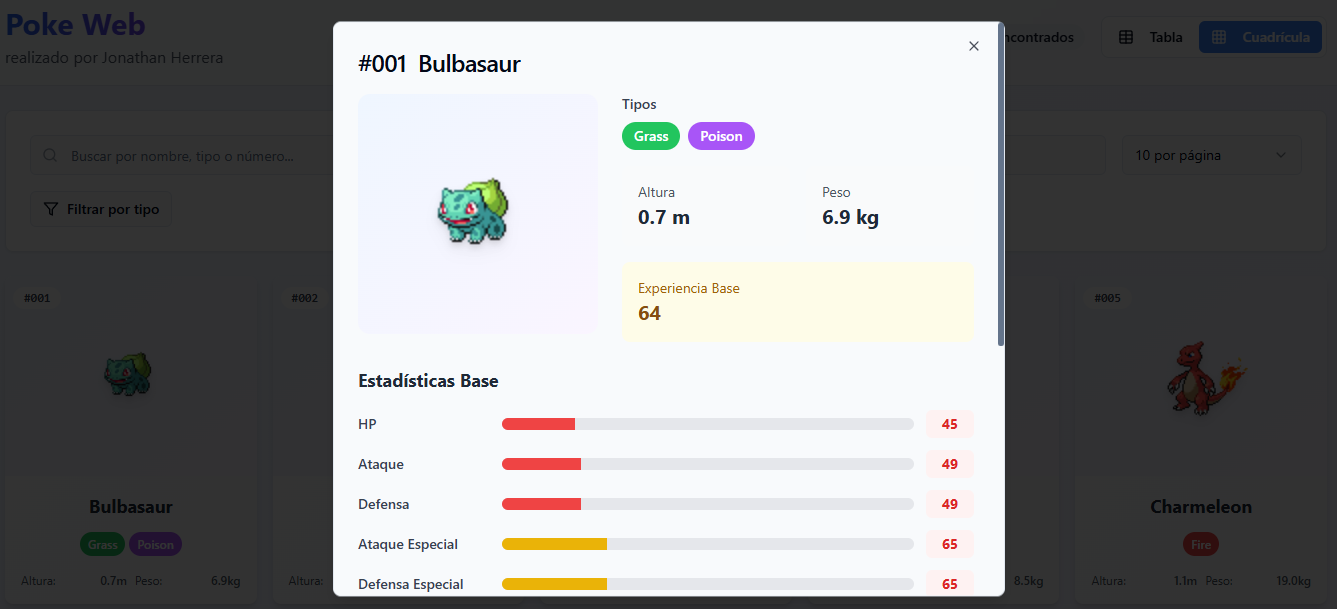 Poke Web
realizado por Jonathan Herrera
encontrados
Tabla
Cuadrícula
Buscar por nombre, tipo o número...
10 por página
Filtrar por tipo
#001 Bulbasaur
Tipos
Grass Poison
Altura Peso
0.7 m 6.9 kg
Experiencia Base
64
Estadísticas Base
HP 45
Ataque 49
Defensa 49
Ataque Especial 65
Defensa Especial 65
#001
Bulbasaur
Grass Poison
Altura: 0.7m Peso: 6.9kg
#002
Altura:
8.5kg
#005
Charmeleon
Fire
Altura: 1.1m Peso: 19.0kg